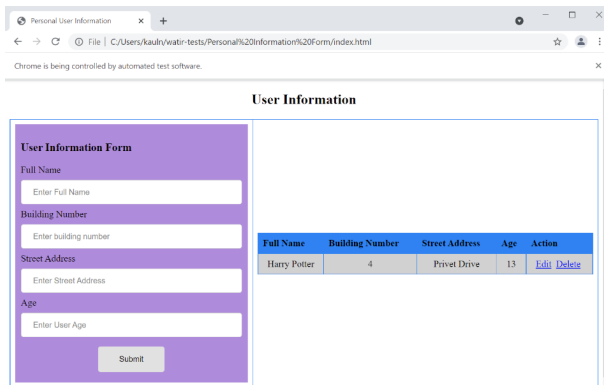 Personal User Information
File | C:/Users/kauln/watir-tests/Personal%20Information%20Form/index.html
Chrome is being controlled by automated test software.
User Information
User Information Form
Full Name
Enter Full Name
Building Number
Enter building number
Street Address
Enter Street Address
Age
Enter User Age
Submit
Full Name Building Number Street Address Age Action
Harry Potter 4 Privet Drive 13 Edit Delete